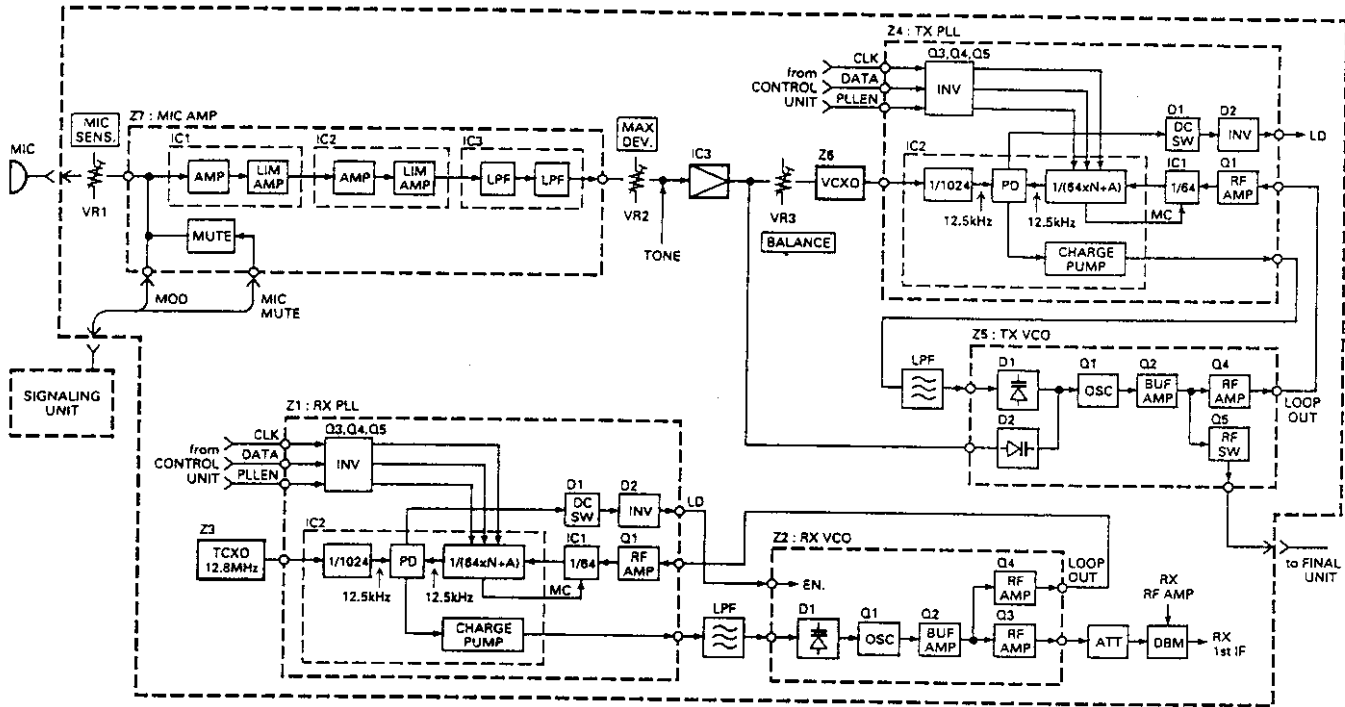 Z4 : TX PLL
CLK
from DATA
CONTROL
UNIT PLLEN
Q3,Q4,Q5
INV
D1
DC
SW
D2
INV
LD
IC2
1/1024
PD
1/(64xN+A)
IC1
1/64
Q1
RF
AMP
12.5kHz
12.5kHz
MC
CHARGE
PUMP
MIC
MIC
SENS.
VR1
Z7 : MIC AMP
IC1
AMP
LIM
AMP
IC2
AMP
LIM
AMP
IC3
LPF
LPF
MUTE
MOD
MIC
MUTE
SIGNALING
UNIT
MAX
DEV.
VR2
TONE
IC3
VR3
BALANCE
Z6
VCXO
Z5 : TX VCO
LPF
D1
D2
Q1
OSC
Q2
BUF
AMP
Q4
RF
AMP
LOOP
OUT
Q5
RF
SW
to FINAL
UNIT
Z1 : RX PLL
CLK
from DATA
CONTROL
UNIT PLLEN
Q3,Q4,Q5
INV
D1
DC
SW
D2
INV
LD
Z3
TCXO
12.8MHz
IC2
1/1024
PD
1/(64xN+A)
IC1
1/64
Q1
RF
AMP
12.5kHz
12.5kHz
MC
CHARGE
PUMP
LPF
Z2 : RX VCO
EN.
D1
Q1
OSC
Q2
BUF
AMP
Q4
RF
AMP
LOOP
OUT
Q3
RF
AMP
ATT
RX
RF AMP
DBM
RX
1st IF